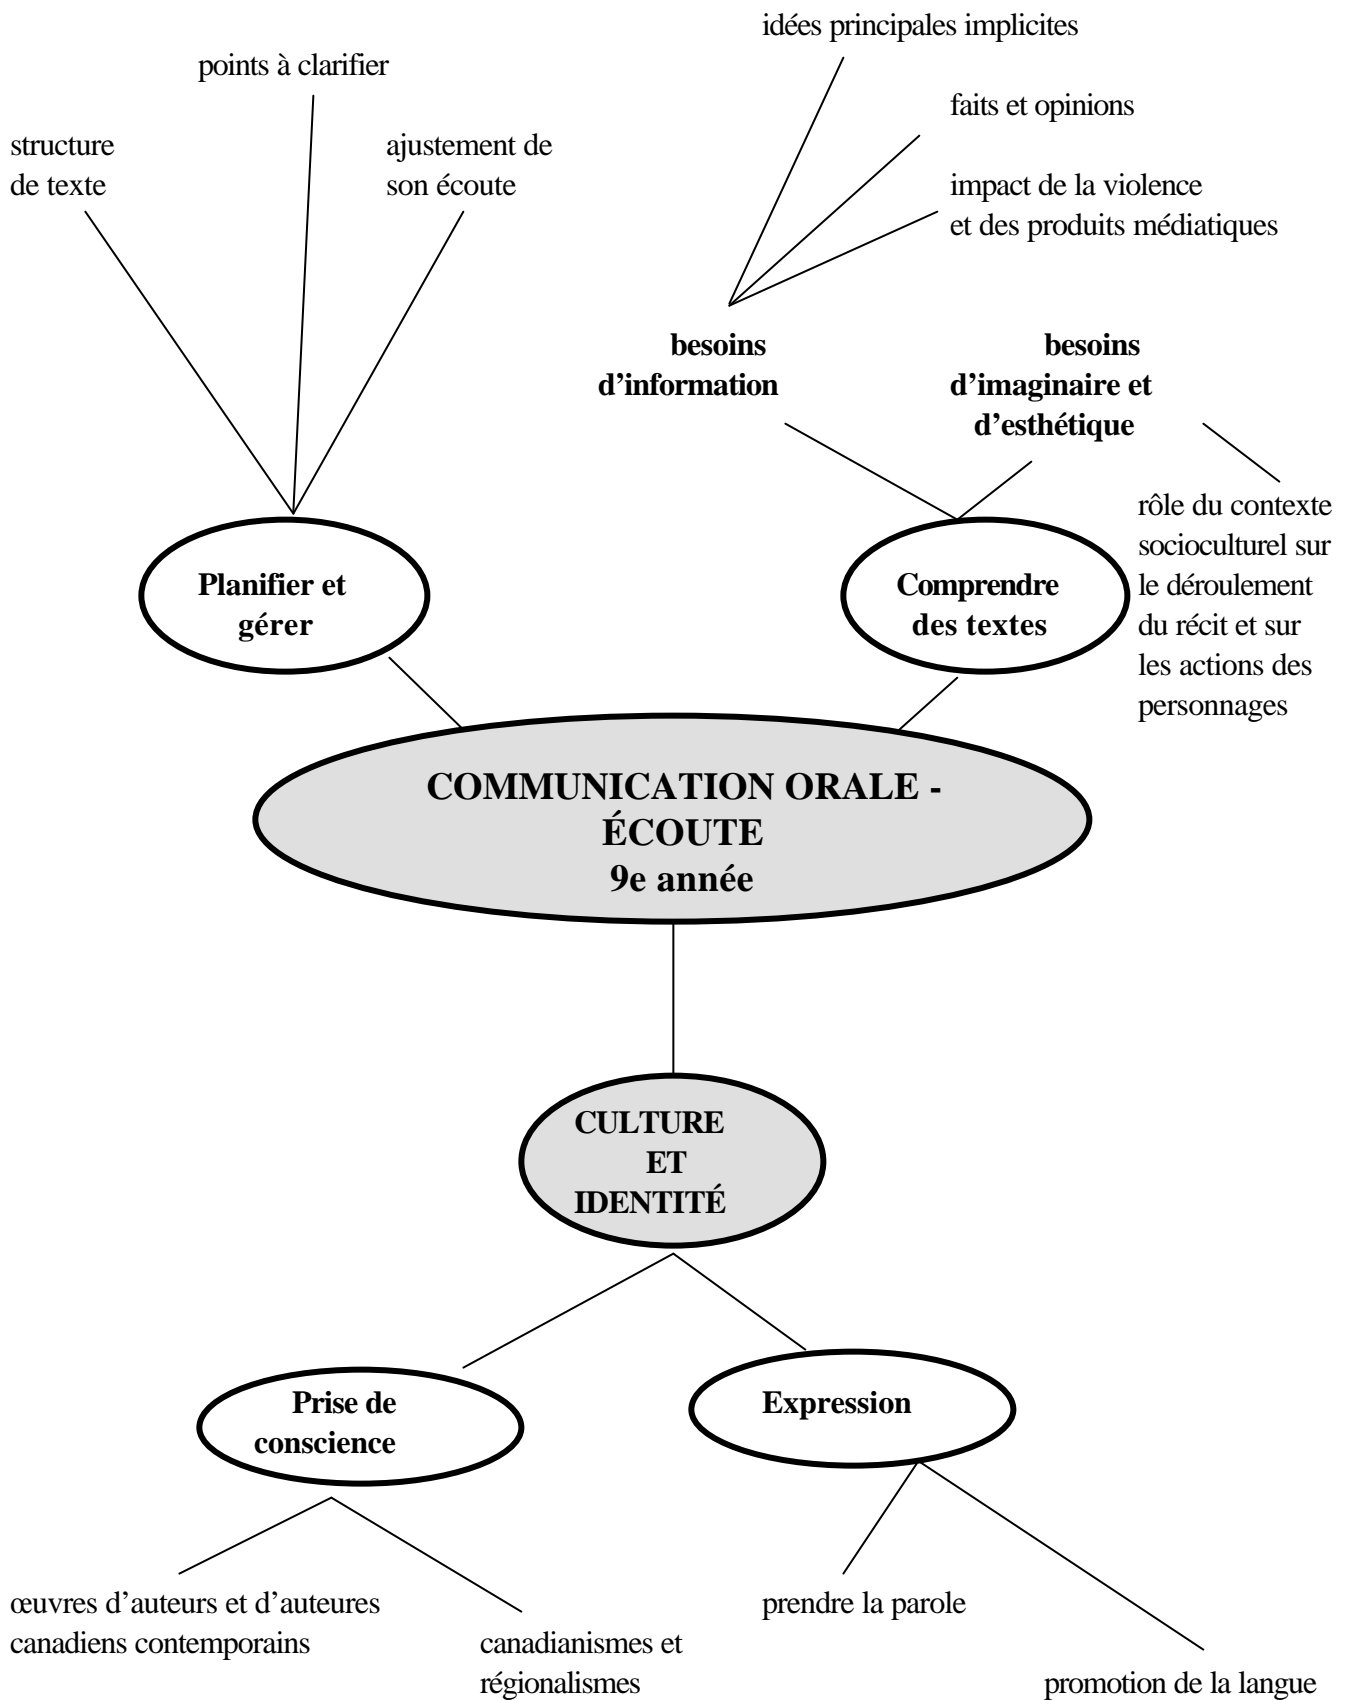 idées principales implicites
points à clarifier
faits et opinions
structure
de texte
ajustement de
son écoute
impact de la violence
et des produits médiatiques
besoins
d’information
besoins
d’imaginaire et
d’esthétique
rôle du contexte
socioculturel sur
le déroulement
du récit et sur
les actions des
personnages
Planifier et
gérer
Comprendre
des textes
COMMUNICATION ORALE -
ÉCOUTE
9e année
CULTURE
ET
IDENTITÉ
Prise de
conscience
Expression
œuvres d’auteurs et d’auteures
canadiens contemporains
canadianismes et
régionalismes
prendre la parole
promotion de la langue